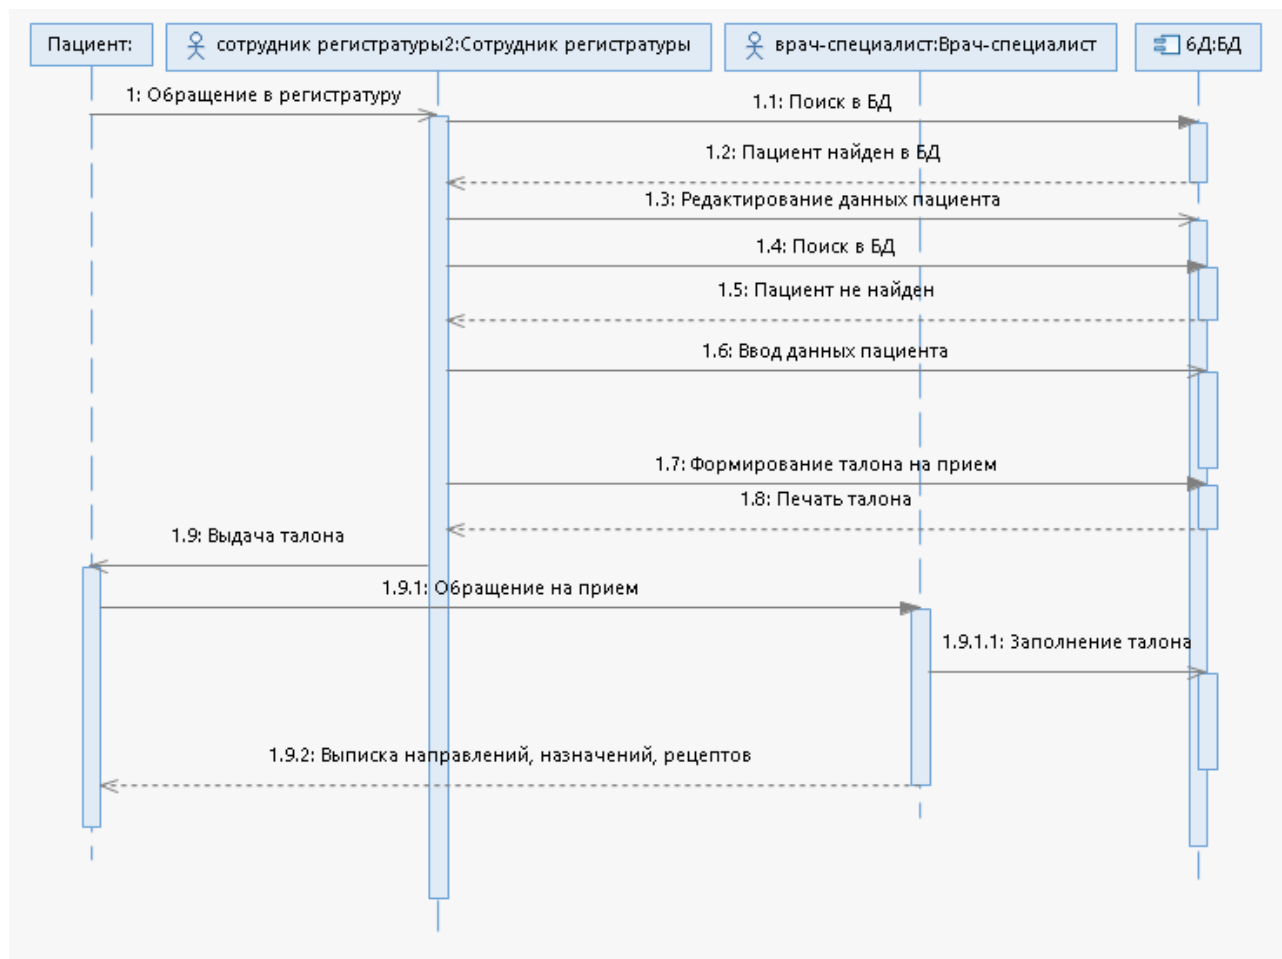 Пациент:
сотрудник регистратуры2:Сотрудник регистратуры
врач-специалист:Врач-специалист
бД:БД
1: Обращение в регистратуру
1.1: Поиск в БД
1.2: Пациент найден в БД
1.3: Редактирование данных пациента
1.4: Поиск в БД
1.5: Пациент не найден
1.6: Ввод данных пациента
1.7: Формирование талона на прием
1.8: Печать талона
1.9: Выдача талона
1.9.1: Обращение на прием
1.9.1.1: Заполнение талона
1.9.2: Выписка направлений, назначений, рецептов